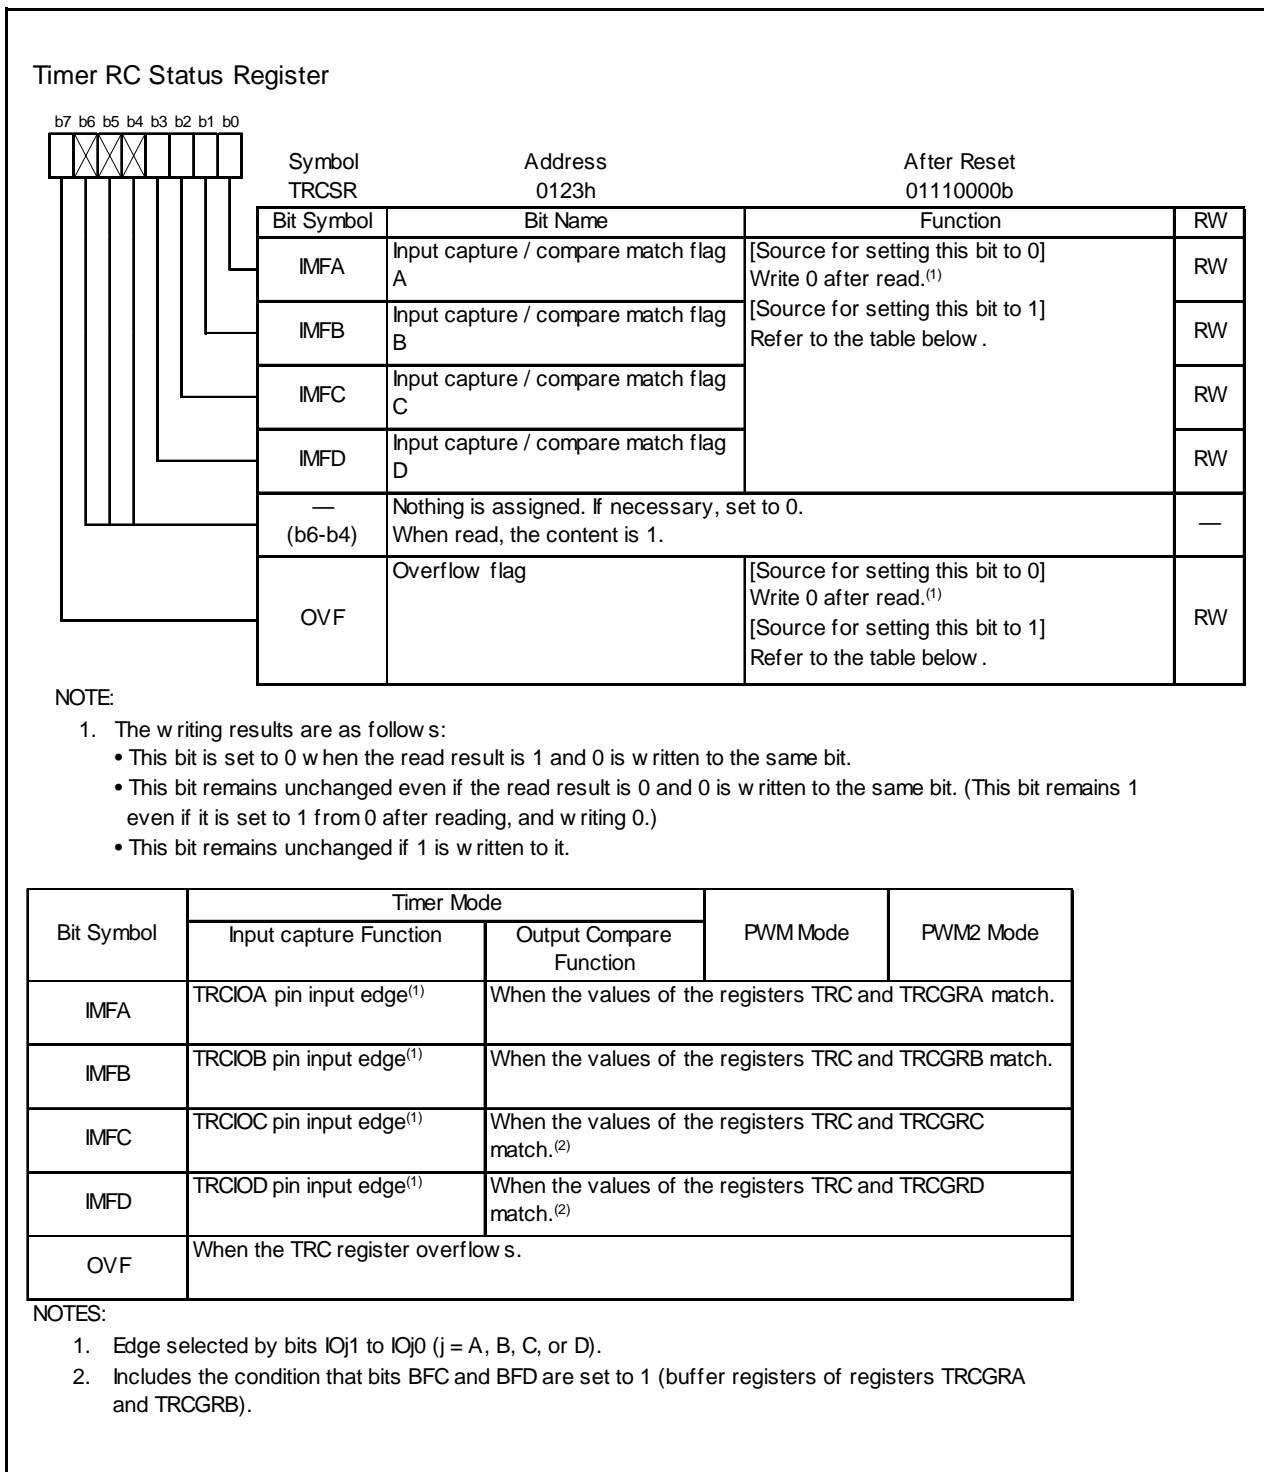 Timer RC Status Register
b7 b6 b5 b4 b3 b2 b1 b0
Symbol Address After Reset
TRCSR 0123h 01110000b
Bit Symbol Bit Name Function RW
IMFA Input capture / compare match flag A [Source for setting this bit to 0] RW
Write 0 after read.(1)
[Source for setting this bit to 1]
Refer to the table below.
IMFB Input capture / compare match flag B RW
IMFC Input capture / compare match flag C RW
IMFD Input capture / compare match flag D RW
— Nothing is assigned. If necessary, set to 0. —
(b6-b4) When read, the content is 1.
OVF Overflow flag [Source for setting this bit to 0] RW
Write 0 after read.(1)
[Source for setting this bit to 1]
Refer to the table below.
NOTE:
1. The writing results are as follows:
• This bit is set to 0 when the read result is 1 and 0 is written to the same bit.
• This bit remains unchanged even if the read result is 0 and 0 is written to the same bit. (This bit remains 1
even if it is set to 1 from 0 after reading, and writing 0.)
• This bit remains unchanged if 1 is written to it.
Bit Symbol Timer Mode PWM Mode PWM2 Mode
Input capture Function Output Compare
Function
IMFA TRCIOA pin input edge(1) When the values of the registers TRC and TRCGRA match.
IMFB TRCIOB pin input edge(1) When the values of the registers TRC and TRCGRB match.
IMFC TRCIOC pin input edge(1) When the values of the registers TRC and TRCGRC
match.(2)
IMFD TRCIOD pin input edge(1) When the values of the registers TRC and TRCGRD
match.(2)
OVF When the TRC register overflows.
NOTES:
1. Edge selected by bits IOj1 to IOj0 (j = A, B, C, or D).
2. Includes the condition that bits BFC and BFD are set to 1 (buffer registers of registers TRCGRA
and TRCGRB).